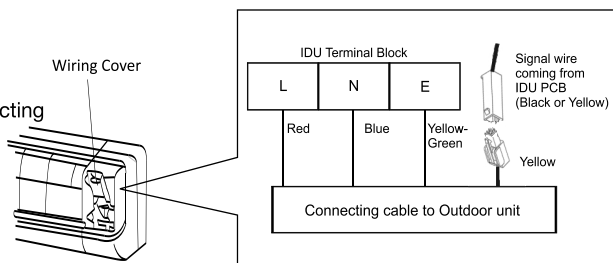 Wiring Cover
cting
IDU Terminal Block
L N E
Red
Blue
Yellow-
Green
Signal wire
coming from
IDU PCB
(Black or Yellow)
Yellow
Connecting cable to Outdoor unit